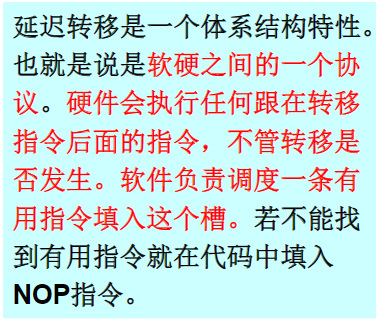 延迟转移是一个体系结构特性。
也就是说是软硬之间的一个协
议。硬件会执行任何跟在转移
指令后面的指令，不管转移是
否发生。软件负责调度一条有
用指令填入这个槽。若不能找
到有用指令就在代码中填入
NOP指令。